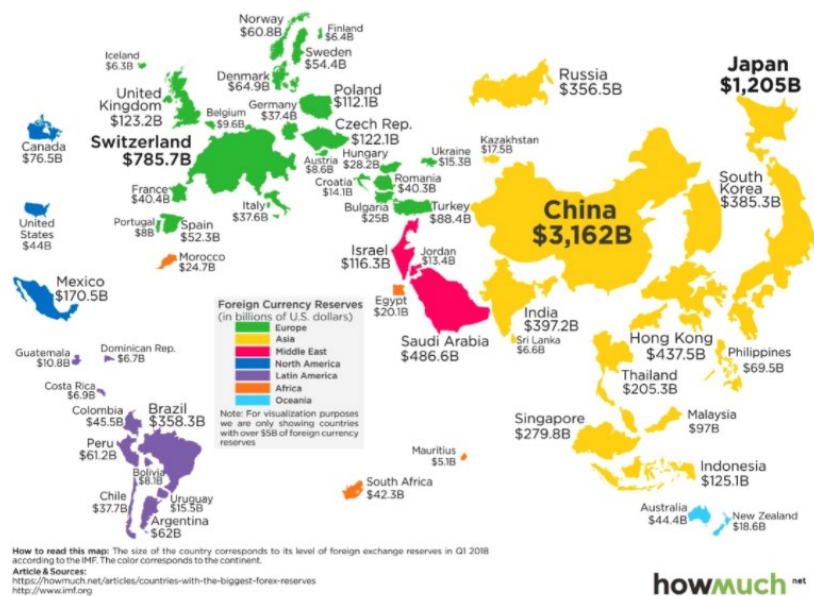 Norway
$60.8B
Finland
$6.4B
Sweden
$54.4B
Iceland
$6.3B
Denmark
$64.9B
United
Kingdom
$123.2B
Belgium
$9.6B
Germany
$37.4B
Poland
$112.1B
Czech Rep.
$122.1B
Russia
$356.5B
Japan
$1,205B
Canada
$76.5B
Switzerland
$785.7B
Austria
$8.6B
Hungary
$28.2B
Ukraine
$15.3B
Kazakhstan
$17.5B
South
Korea
$385.3B
France
$40.4B
Italy
$37.6B
Croatia
$14.1B
Romania
$40.3B
Bulgaria
$25B
Turkey
$88.4B
China
$3,162B
United
States
$44B
Portugal
$8B
Spain
$52.3B
Morocco
$24.7B
Israel
$116.3B
Jordan
$13.4B
Mexico
$170.5B
Egypt
$20.1B
Saudi Arabia
$486.6B
India
$397.2B
Sri Lanka
$6.6B
Hong Kong
$437.5B
Philippines
$69.5B
Thailand
$205.3B
Foreign Currency Reserves
(in billions of U.S. dollars)
Europe
Asia
Middle East
North America
Latin America
Africa
Oceania
Note: For visualization purposes
we are only showing countries
with over $5B of foreign currency
reserves
Guatemala
$10.8B
Dominican Rep.
$6.7B
Costa Rica
$6.9B
Colombia
$45.5B
Brazil
$358.3B
Peru
$61.2B
Bolivia
$8.1B
Chile
$37.7B
Uruguay
$15.5B
Argentina
$62B
Mauritius
$5.1B
South Africa
$42.3B
Singapore
$279.8B
Malaysia
$97B
Indonesia
$125.1B
Australia
$44.4B
New Zealand
$18.6B
How to read this map: The size of the country corresponds to its level of foreign exchange reserves in Q1 2018
according to the IMF. The color corresponds to the continent.
Article & Sources:
https://howmuch.net/articles/countries-with-the-biggest-forex-reserves
http://www.imf.org
howmuch net